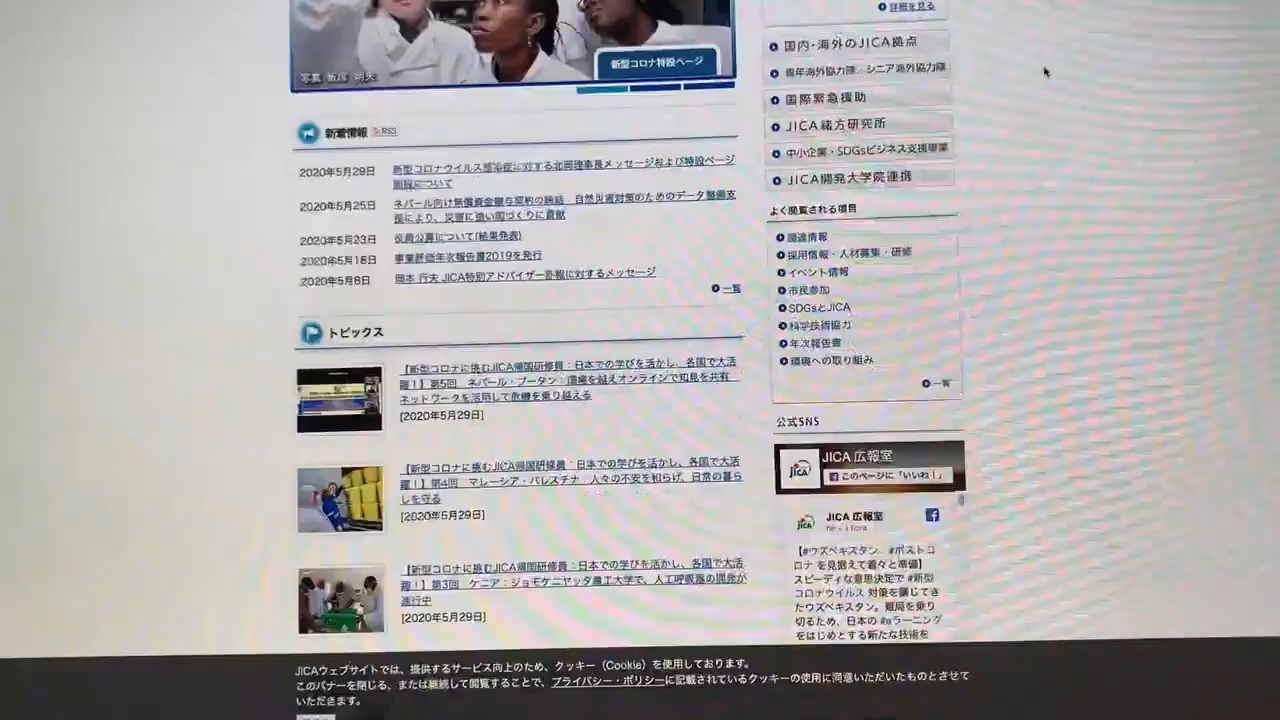 詳細を見る
新型コロナ特設ページ
国内・海外のJICA拠点
青年海外協力隊、シニア海外協力隊
国際緊急援助
JICA緒方研究所
中小企業・SDGsビジネス支援事業
JICA開発大学院連携
新着情報 RSS
2020年5月29日 新型コロナウイルス感染症に対する北岡理事長メッセージおよび特設ページ
開設について
2020年5月25日 ネパール向け無償資金贈与契約の締結:自然災害対策のためのデータ整備支
援により、災害に強い国づくりに貢献
2020年5月23日 役員公募について(結果発表)
2020年5月18日 事業評価年次報告書2019を発行
2020年5月8日 岡本 行夫 JICA特別アドバイザー訃報に対するメッセージ
一覧
よく閲覧される項目
関連情報
採用情報・人材募集・研修
イベント情報
市民参加
SDGsとJICA
科学技術協力
年次報告書
環境への取り組み
一覧
トピックス
【新型コロナに挑むJICA帰国研修員:日本での学びを活かし、各国で大活
躍!】第5回 ネパール・ブータン:国境を越えオンラインで知見を共有
ネットワークを活用して危機を乗り越える
[2020年5月29日]
【新型コロナに挑むJICA帰国研修員:日本での学びを活かし、各国で大活
躍!】第4回 マレーシア・パレスチナ:人々の不安を和らげ、日常の暮ら
しを守る
[2020年5月29日]
【新型コロナに挑むJICA帰国研修員:日本での学びを活かし、各国で大活
躍!】第3回 ケニア:ジョモケニヤッタ農工大学で、人工呼吸器の開発が
進行中
[2020年5月29日]
公式SNS
JICA 広報室
このページに「いいね!」
JICA 広報室
【#ウズベキスタン、#ポストコ
ロナ を見据えて着々と準備】
スピーディな意思決定で #新型
コロナウイルス 対策を講じてき
たウズベキスタン。難局を乗り
切るため、日本の #eラーニング
をはじめとする新たな技術を
JICAウェブサイトでは、提供するサービス向上のため、クッキー(Cookie)を使用しております。
このバナーを閉じる、または継続して閲覧することで、プライバシー・ポリシーに記載されているクッキーの使用に同意いただいたものとさせて
いただきます。